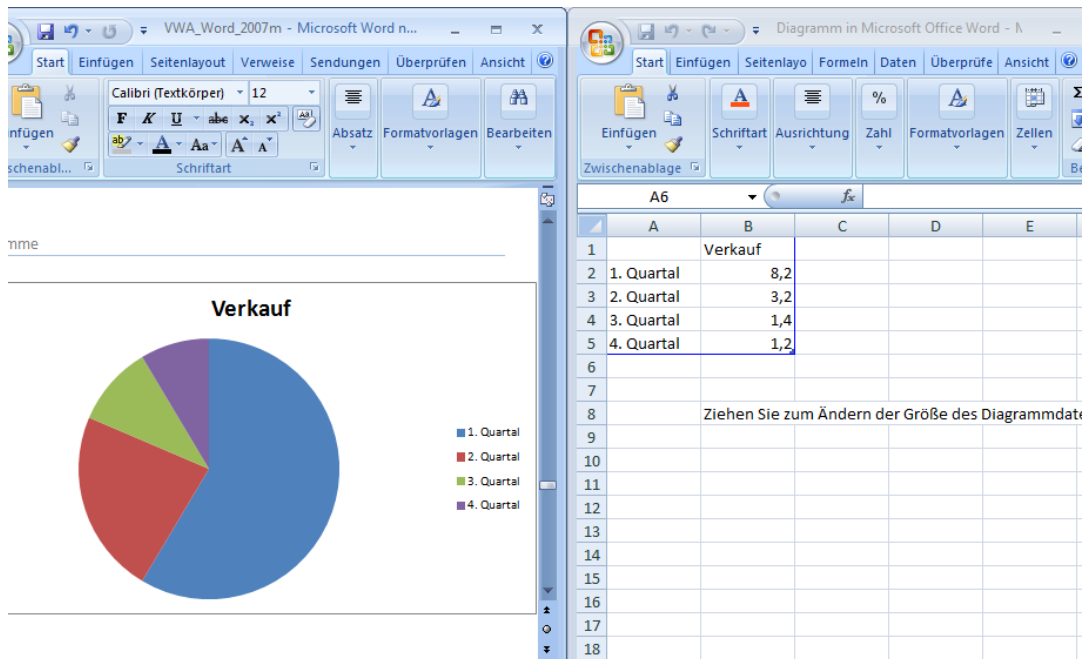 VWA_Word_2007m - Microsoft Word n...
Start Einfügen Seitenlayout Verweise Sendungen Überprüfen Ansicht
Calibri (Textkörper) 12
F K U abe x₂ x²
ab Aa A A
nfügen
Absatz Formatvorlagen Bearbeiten
schenabl... Schriftart
mme
Verkauf
1. Quartal
2. Quartal
3. Quartal
4. Quartal
Diagramm in Microsoft Office Word - M
Start Einfügen Seitenlayo Formeln Daten Überprüfe Ansicht
Einfügen Schriftart Ausrichtung Zahl Formatvorlagen Zellen
Zwischenablage Be
A6 fx
A B C D E
1 Verkauf
2 1. Quartal 8,2
3 2. Quartal 3,2
4 3. Quartal 1,4
5 4. Quartal 1,2
6
7
8 Ziehen Sie zum Ändern der Größe des Diagrammdate
9
10
11
12
13
14
15
16
17
18